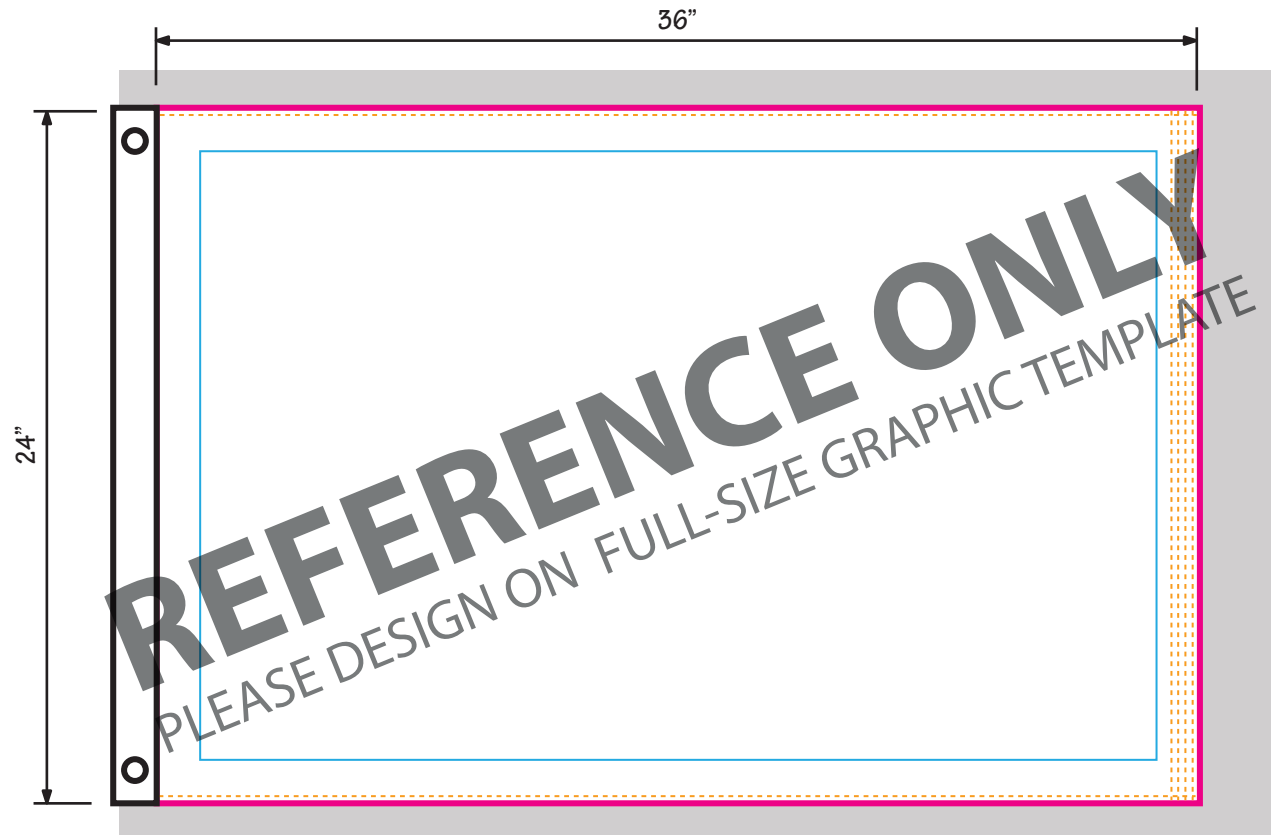 36”
24”
REFERENCE ONLY
PLEASE DESIGN ON FULL-SIZE GRAPHIC TEMPLATE